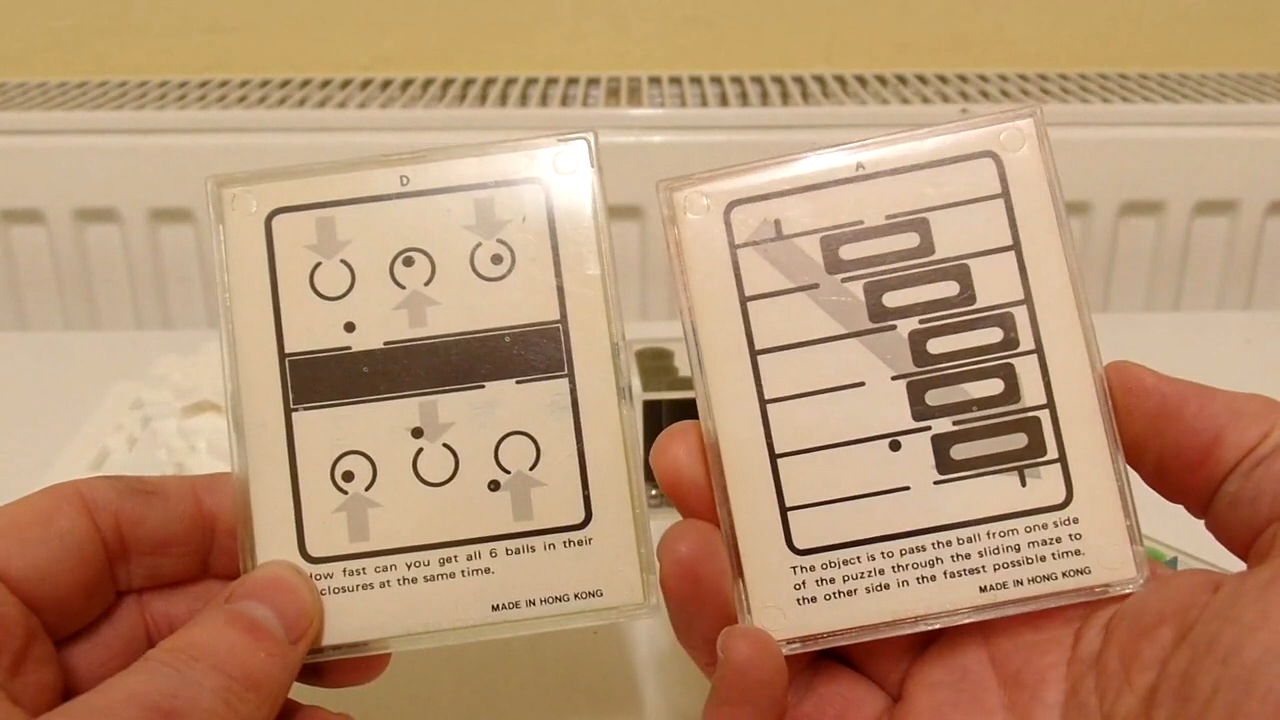 D
How fast can you get all 6 balls in their
closures at the same time.
MADE IN HONG KONG
A
The object is to pass the ball from one side
of the puzzle through the sliding maze to
the other side in the fastest possible time.
MADE IN HONG KONG